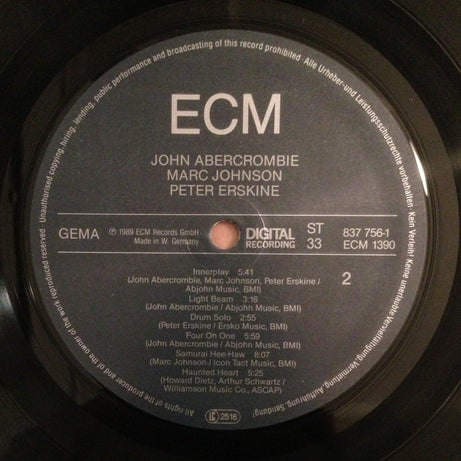 ECM
JOHN ABERCROMBIE
MARC JOHNSON
PETER ERSKINE
GEMA
℗ 1989 ECM Records GmbH·
Made in W. Germany
DIGITAL
RECORDING
ST
33
837 756-1
ECM 1390
2
Innerplay 5:41
(John Abercrombie, Marc Johnson, Peter Erskine /
Abjohn Music, BMI)
Light Beam 3:16
(John Abercrombie / Abjohn Music, BMI)
Drum Solo 2:55
(Peter Erskine / Ersko Music, BMI)
Four On One 5:59
(John Abercrombie / Abjohn Music, BMI)
Samurai Hee-Haw 8:07
(Marc Johnson / Icon Tact Music, BMI)
Haunted Heart 5:25
(Howard Dietz, Arthur Schwartz /
Williamson Music Co., ASCAP)
LC 2516
All rights of the producer and of the owner of the work reproduced reserved · Unauthorised copying, hiring, lending, public performance and broadcasting of this record prohibited · Alle Urheber- und Leistungsschutzrechte vorbehalten · Kein Verleih! Keine unerlaubte Vervielfältigung, Vermietung, Aufführung, Sendung!